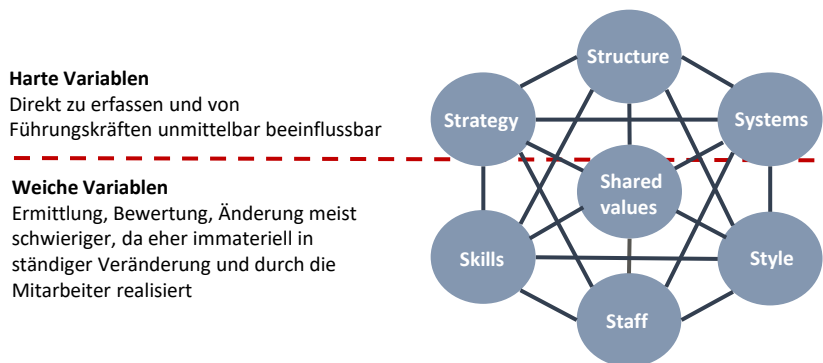 Harte Variablen
Direkt zu erfassen und von
Führungskräften unmittelbar beeinflussbar
Weiche Variablen
Ermittlung, Bewertung, Änderung meist
schwieriger, da eher immateriell in
ständiger Veränderung und durch die
Mitarbeiter realisiert
Structure
Strategy
Systems
Shared
values
Skills
Style
Staff